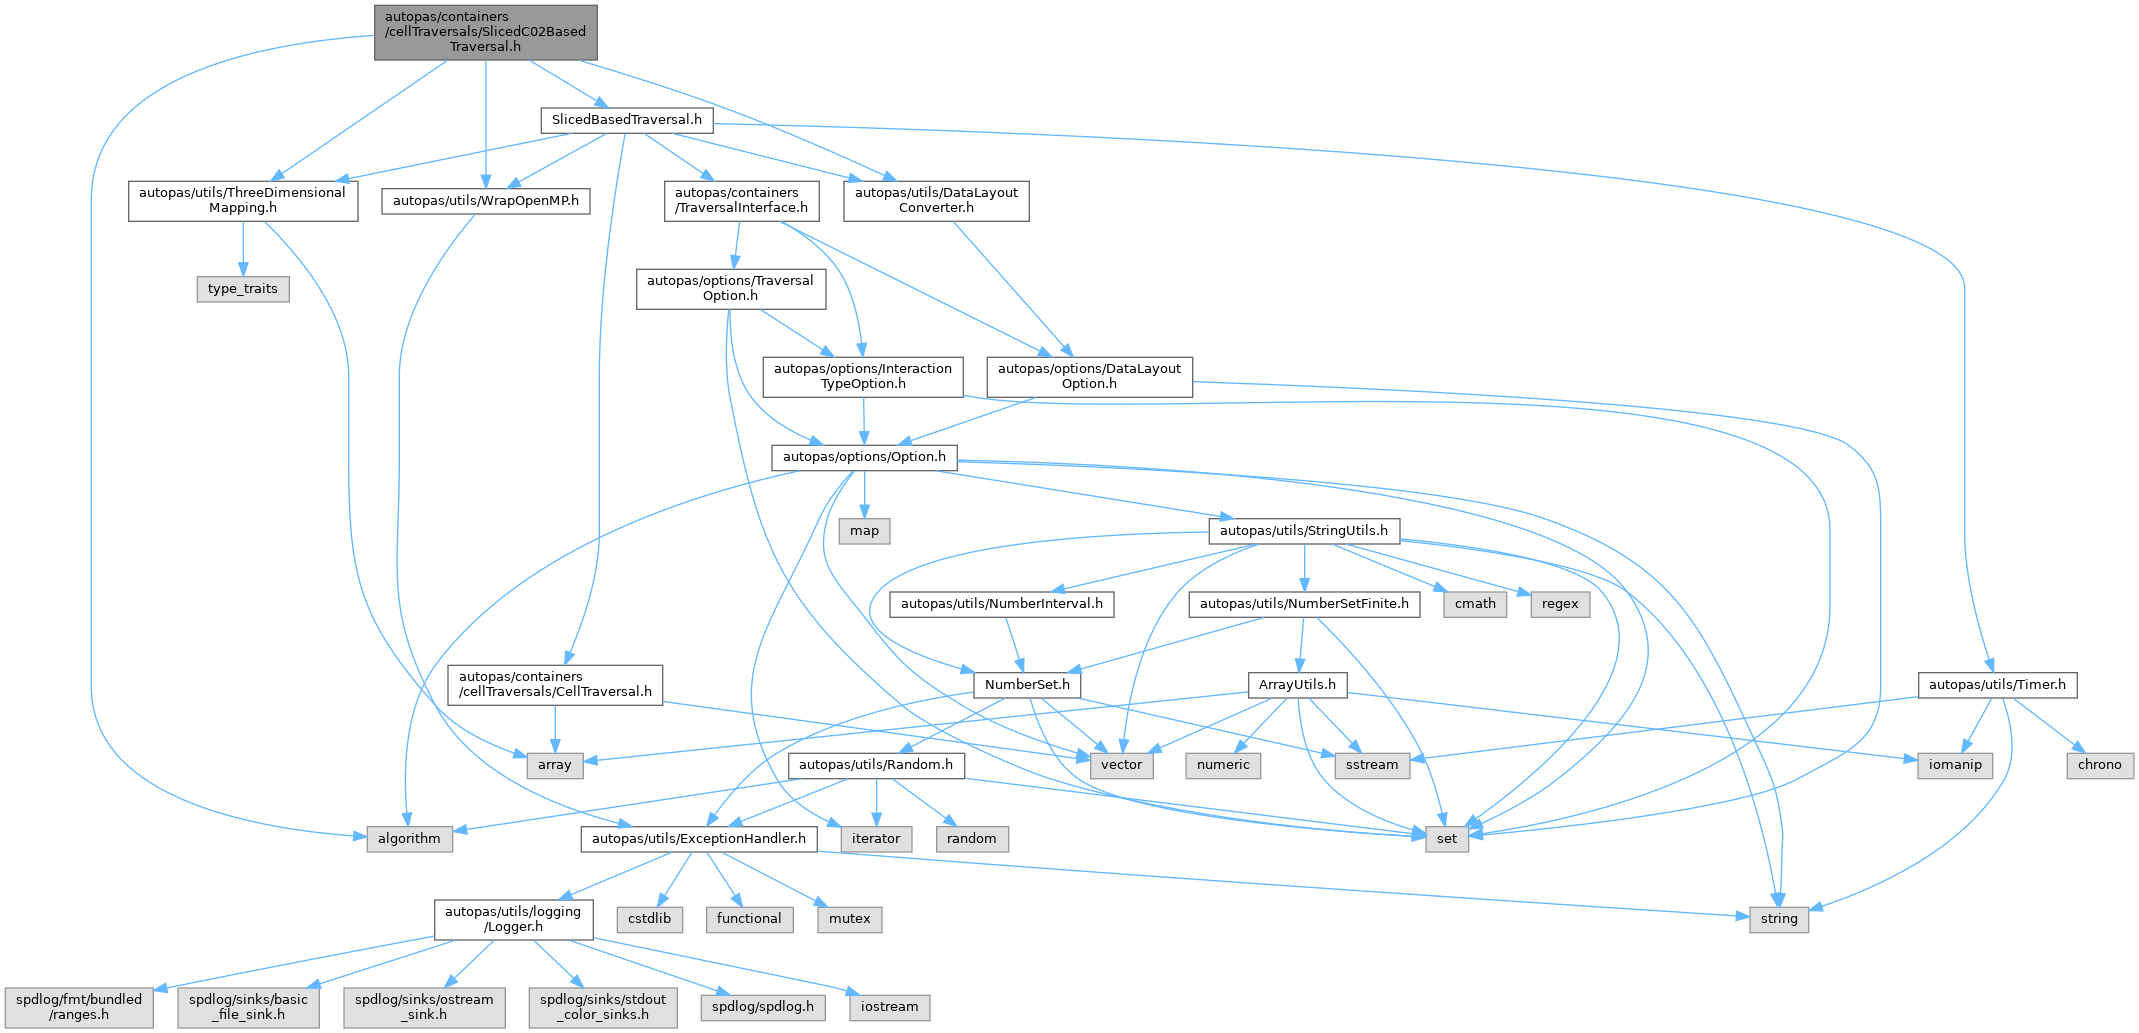 autopas/containers
/cellTraversals/SlicedC02Based
Traversal.h
SlicedBasedTraversal.h
autopas/utils/ThreeDimensional
Mapping.h
autopas/utils/WrapOpenMP.h
autopas/containers
/TraversalInterface.h
autopas/utils/DataLayout
Converter.h
type_traits
autopas/options/Traversal
Option.h
autopas/options/Interaction
TypeOption.h
autopas/options/DataLayout
Option.h
autopas/options/Option.h
map
autopas/utils/StringUtils.h
autopas/utils/NumberInterval.h
autopas/utils/NumberSetFinite.h
cmath
regex
autopas/containers
/cellTraversals/CellTraversal.h
NumberSet.h
ArrayUtils.h
autopas/utils/Timer.h
array
autopas/utils/Random.h
vector
numeric
sstream
iomanip
chrono
algorithm
autopas/utils/ExceptionHandler.h
iterator
random
set
autopas/utils/logging
/Logger.h
cstdlib
functional
mutex
string
spdlog/fmt/bundled
/ranges.h
spdlog/sinks/basic
_file_sink.h
spdlog/sinks/ostream
_sink.h
spdlog/sinks/stdout
_color_sinks.h
spdlog/spdlog.h
iostream